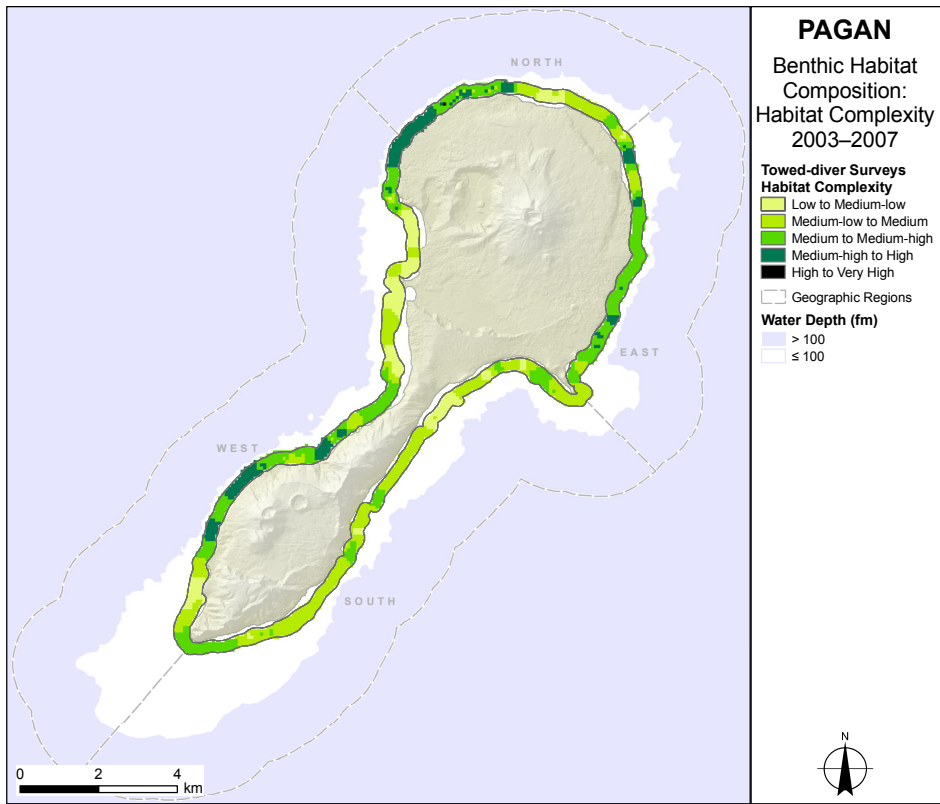 PAGAN
Benthic Habitat
Composition:
Habitat Complexity
2003–2007
Towed-diver Surveys
Habitat Complexity
Low to Medium-low
Medium-low to Medium
Medium to Medium-high
Medium-high to High
High to Very High
Geographic Regions
Water Depth (fm)
> 100
≤ 100
NORTH
EAST
WEST
SOUTH
0 2 4
km
N